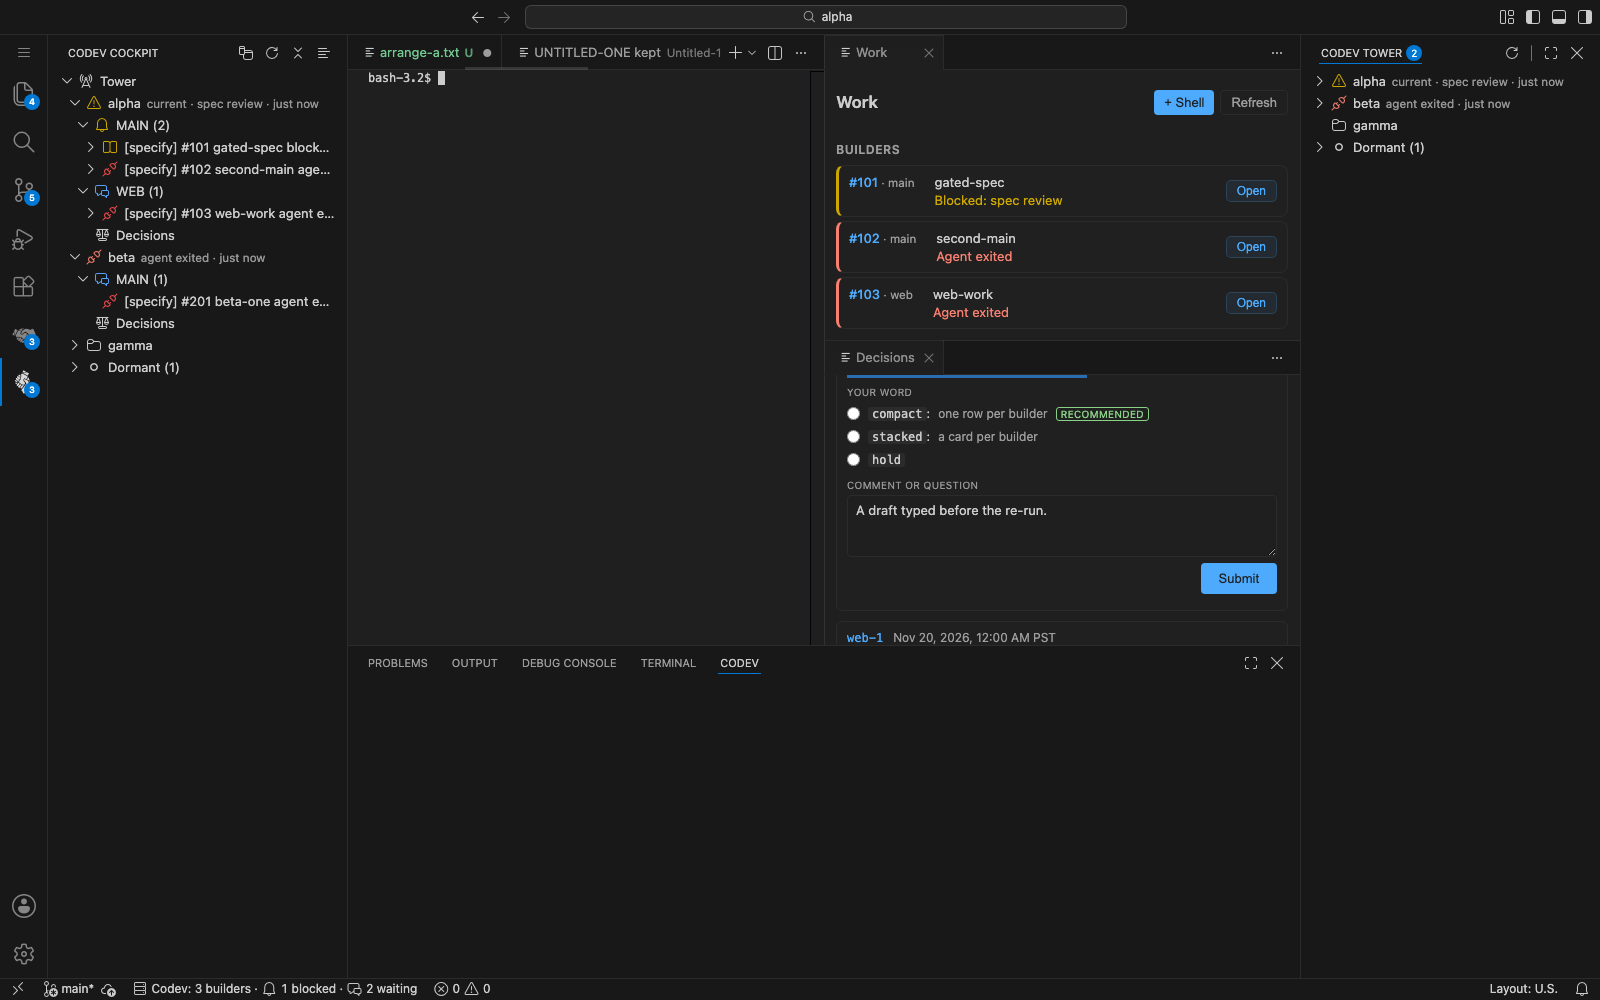 alpha
CODEV COCKPIT
Tower
alpha current · spec review · just now
MAIN (2)
[specify] #101 gated-spec block...
[specify] #102 second-main age...
WEB (1)
[specify] #103 web-work agent e...
Decisions
beta agent exited · just now
MAIN (1)
[specify] #201 beta-one agent e...
Decisions
gamma
Dormant (1)
4
5
3
3
arrange-a.txt U
UNTITLED-ONE kept Untitled-1
bash-3.2$
Work
Work
+ Shell
Refresh
BUILDERS
#101 · main gated-spec
Blocked: spec review
Open
#102 · main second-main
Agent exited
Open
#103 · web web-work
Agent exited
Open
Decisions
YOUR WORD
compact: one row per builder RECOMMENDED
stacked: a card per builder
hold
COMMENT OR QUESTION
A draft typed before the re-run.
Submit
web-1 Nov 20, 2026, 12:00 AM PST
PROBLEMS OUTPUT DEBUG CONSOLE TERMINAL CODEV
CODEV TOWER 2
alpha current · spec review · just now
beta agent exited · just now
gamma
Dormant (1)
main* Codev: 3 builders · 1 blocked · 2 waiting 0 0
Layout: U.S.